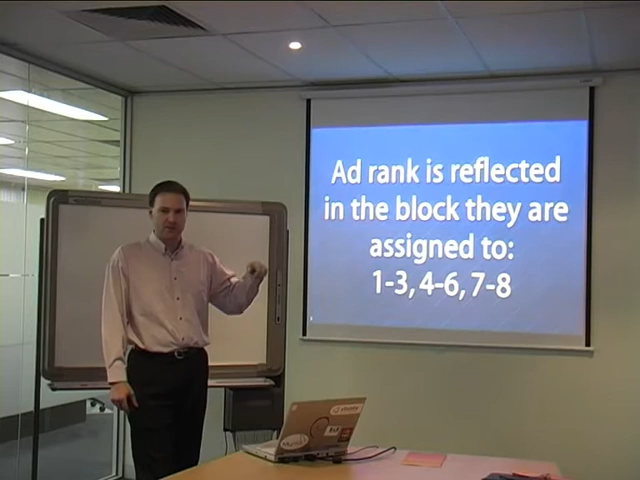 Ad rank is reflected
in the block they are
assigned to:
1-3, 4-6, 7-8